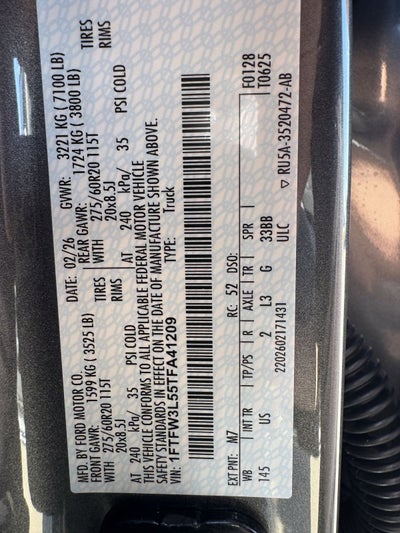 MFD. BY FORD MOTOR CO.
DATE: 02/26 GVWR: 3221 KG ( 7100 LB)
FRONT GAWR: 1599 KG ( 3525 LB) REAR GAWR: 1724 KG ( 3800 LB)
WITH 275/60R20 115T TIRES WITH 275/60R20 115T TIRES
20x8.5J RIMS 20x8.5J RIMS
AT 240 kPa/ 35 PSI COLD AT 240 kPa/ 35 PSI COLD
THIS VEHICLE CONFORMS TO ALL APPLICABLE FEDERAL MOTOR VEHICLE
SAFETY STANDARDS IN EFFECT ON THE DATE OF MANUFACTURE SHOWN ABOVE.
VIN: 1FTFW3L55TFA41209 TYPE: Truck
F0128
T0625
EXT PNT: M7 RC: 52 DSO:
WB INT TR TP/PS R AXLE TR SPR
145 US 2 L3 G 33BB
ULC
2202602171431
▽ RU5A-3520472-AB